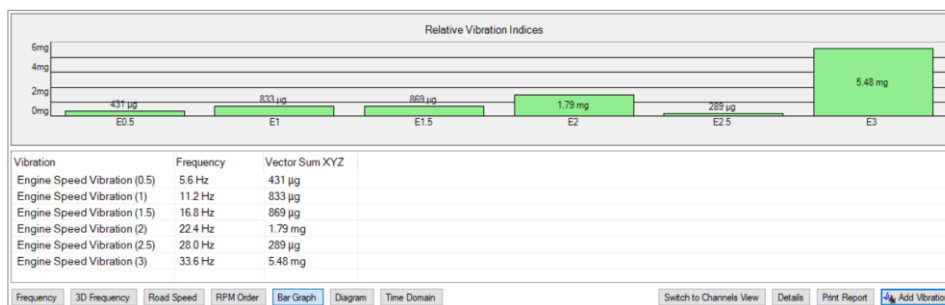 Relative Vibration Indices
6mg
4mg
2mg
0mg
431 µg
833 µg
869 µg
1.79 mg
289 µg
5.48 mg
E0.5 E1 E1.5 E2 E2.5 E3
Vibration Frequency Vector Sum XYZ
Engine Speed Vibration (0.5) 5.6 Hz 431 µg
Engine Speed Vibration (1) 11.2 Hz 833 µg
Engine Speed Vibration (1.5) 16.8 Hz 869 µg
Engine Speed Vibration (2) 22.4 Hz 1.79 mg
Engine Speed Vibration (2.5) 28.0 Hz 289 µg
Engine Speed Vibration (3) 33.6 Hz 5.48 mg
Frequency 3D Frequency Road Speed RPM Order Bar Graph Diagram Time Domain Switch to Channels View Details Print Report Add Vibratio